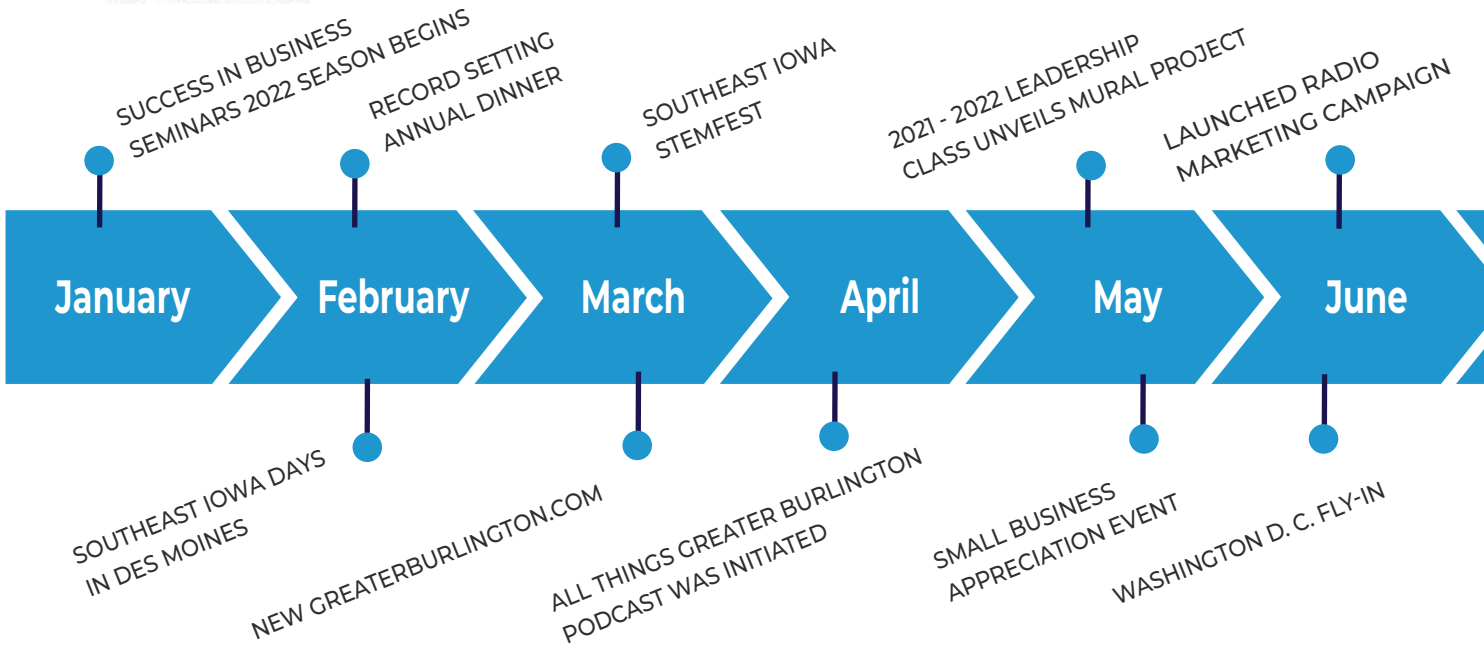 SUCCESS IN BUSINESS
SEMINARS 2022 SEASON BEGINS
RECORD SETTING
ANNUAL DINNER
SOUTHEAST IOWA
STEMFEST
2021 - 2022 LEADERSHIP
CLASS UNVEILS MURAL PROJECT
LAUNCHED RADIO
MARKETING CAMPAIGN
January
February
March
April
May
June
SOUTHEAST IOWA DAYS
IN DES MOINES
NEW GREATERBURLINGTON.COM
ALL THINGS GREATER BURLINGTON
PODCAST WAS INITIATED
SMALL BUSINESS
APPRECIATION EVENT
WASHINGTON D. C. FLY-IN